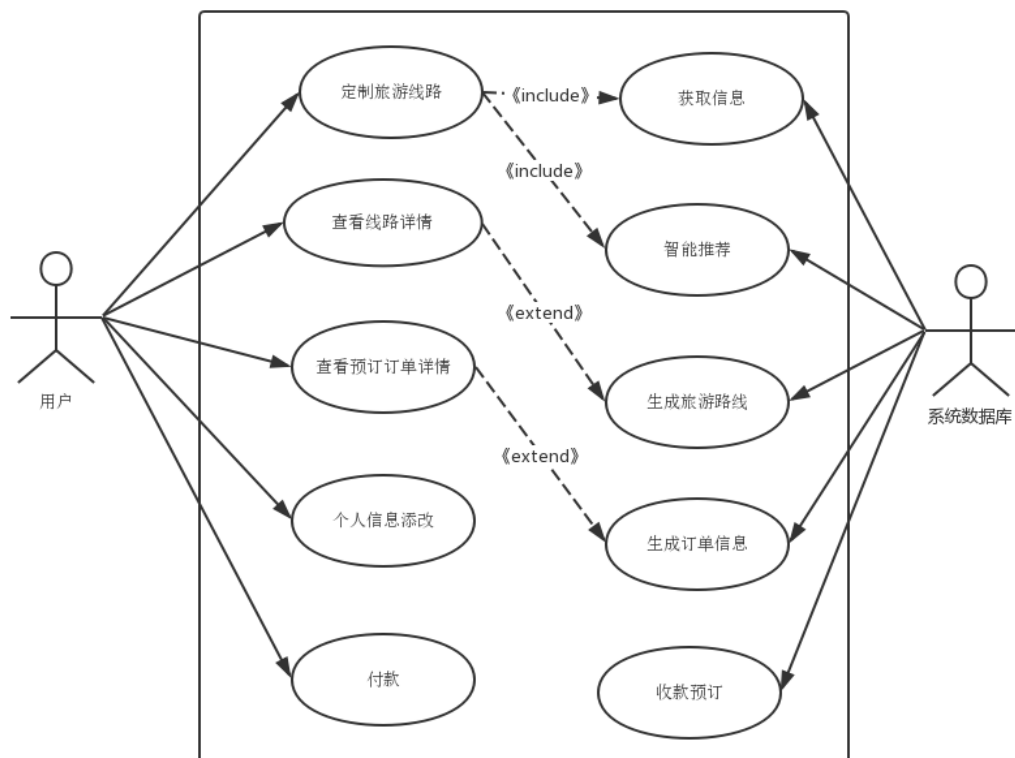 定制旅游线路
《include》
获取信息
《include》
查看线路详情
智能推荐
《extend》
查看预订订单详情
生成旅游路线
用户
系统数据库
《extend》
个人信息添改
生成订单信息
付款
收款预订